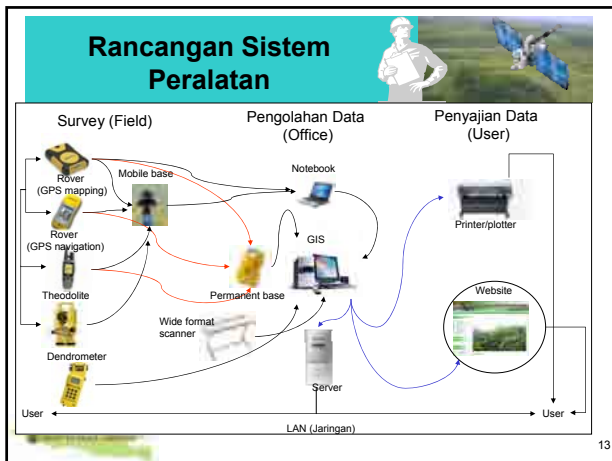 Rancangan Sistem
Peralatan
Survey (Field)
Pengolahan Data
(Office)
Penyajian Data
(User)
Rover
(GPS mapping)
Mobile base
Notebook
Rover
(GPS navigation)
GIS
Printer/plotter
Theodolite
Permanent base
Wide format
scanner
Website
Dendrometer
Server
User
User
LAN (Jaringan)
13